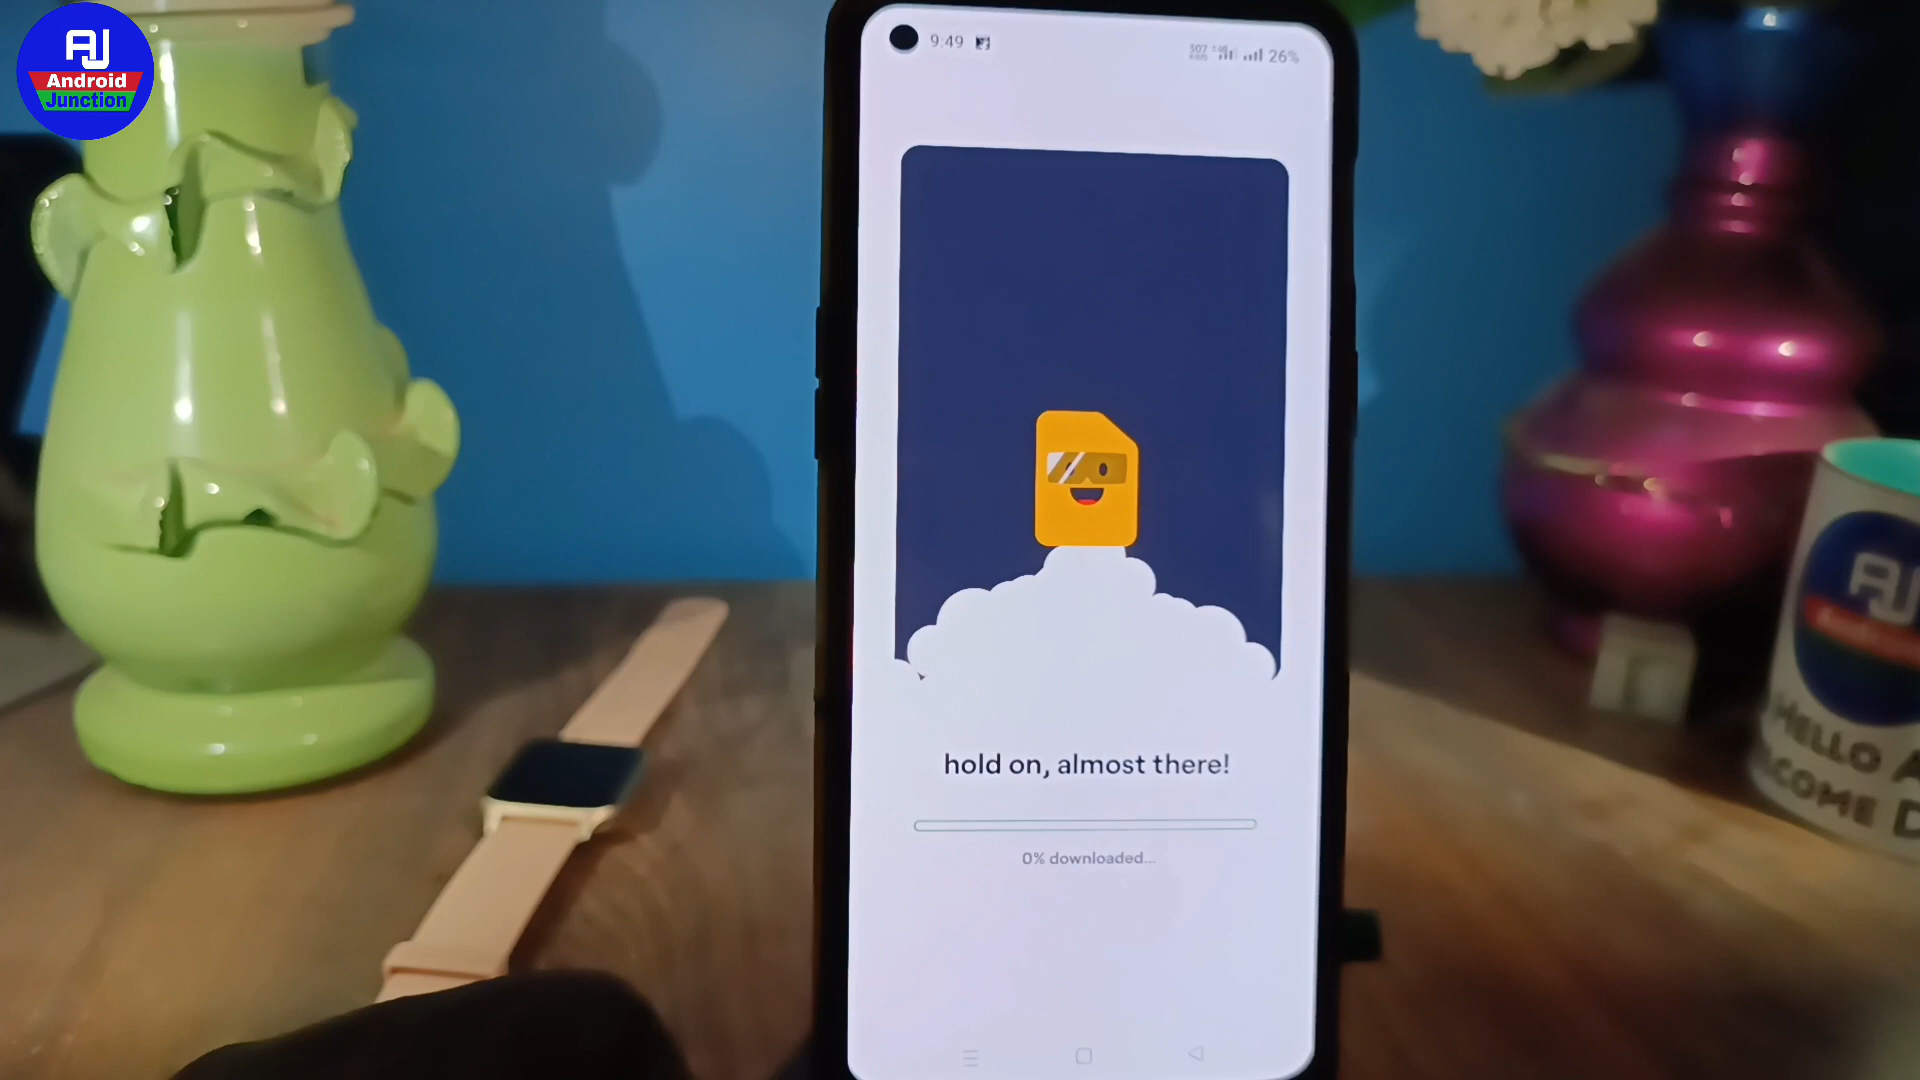 AJ
Android
Junction
9:49
26%
hold on, almost there!
0% downloaded...
AJ
HELLO A